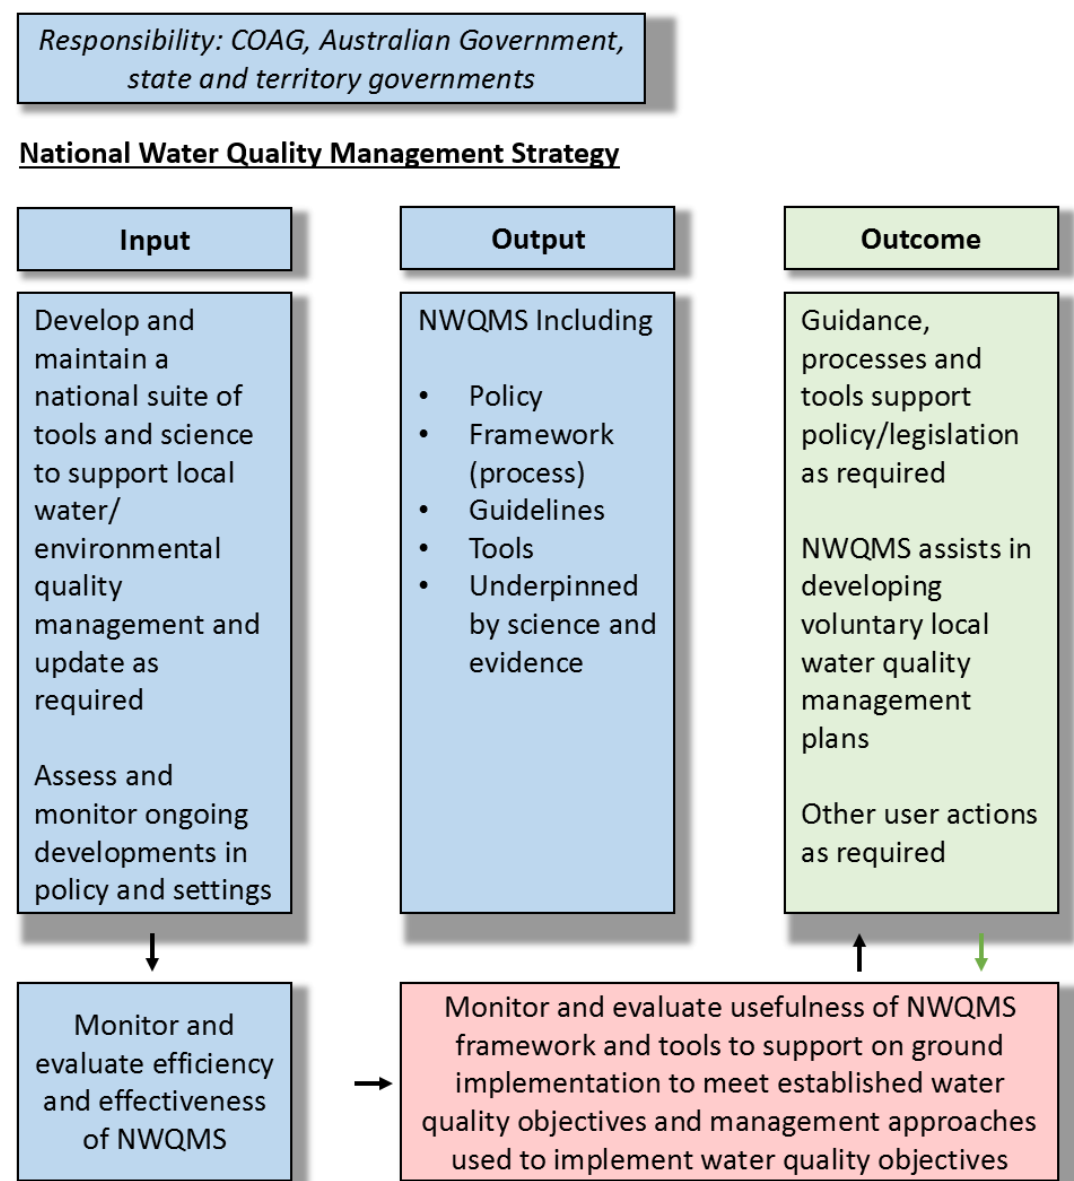 Responsibility: COAG, Australian Government,
state and territory governments
National Water Quality Management Strategy
Input
Develop and
maintain a
national suite of
tools and science
to support local
water/
environmental
quality
management and
update as
required
Assess and
monitor ongoing
developments in
policy and settings
Output
NWQMS Including
• Policy
• Framework
(process)
• Guidelines
• Tools
• Underpinned
by science and
evidence
Outcome
Guidance,
processes and
tools support
policy/legislation
as required
NWQMS assists in
developing
voluntary local
water quality
management
plans
Other user actions
as required
Monitor and
evaluate efficiency
and effectiveness
of NWQMS
Monitor and evaluate usefulness of NWQMS
framework and tools to support on ground
implementation to meet established water
quality objectives and management approaches
used to implement water quality objectives